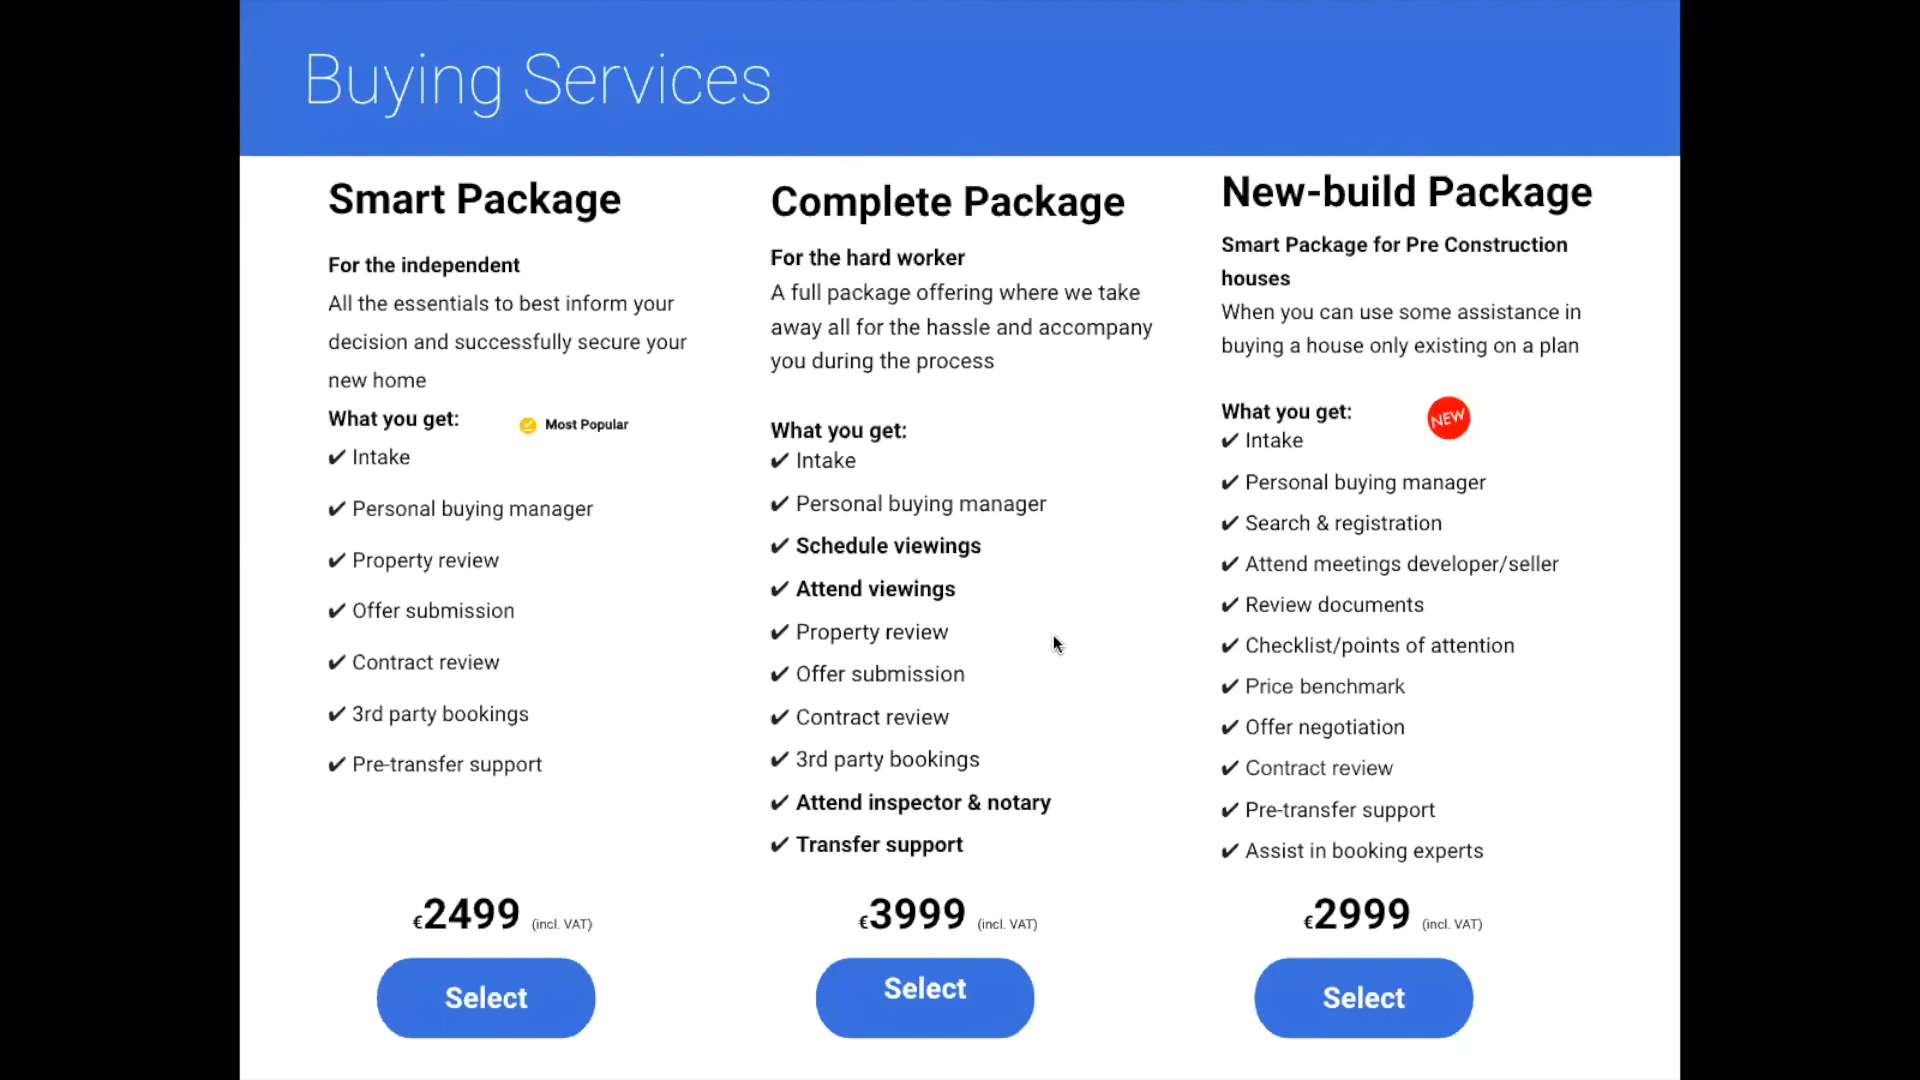 Buying Services
Smart Package
For the independent
All the essentials to best inform your
decision and successfully secure your
new home
What you get:
Most Popular
✔ Intake
✔ Personal buying manager
✔ Property review
✔ Offer submission
✔ Contract review
✔ 3rd party bookings
✔ Pre-transfer support
€2499 (incl. VAT)
Select
Complete Package
For the hard worker
A full package offering where we take
away all for the hassle and accompany
you during the process
What you get:
✔ Intake
✔ Personal buying manager
✔ Schedule viewings
✔ Attend viewings
✔ Property review
✔ Offer submission
✔ Contract review
✔ 3rd party bookings
✔ Attend inspector & notary
✔ Transfer support
€3999 (incl. VAT)
Select
New-build Package
Smart Package for Pre Construction
houses
When you can use some assistance in
buying a house only existing on a plan
What you get:
NEW
✔ Intake
✔ Personal buying manager
✔ Search & registration
✔ Attend meetings developer/seller
✔ Review documents
✔ Checklist/points of attention
✔ Price benchmark
✔ Offer negotiation
✔ Contract review
✔ Pre-transfer support
✔ Assist in booking experts
€2999 (incl. VAT)
Select